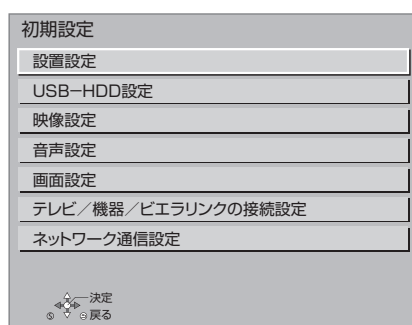 初期設定
設置設定
USB-HDD設定
映像設定
音声設定
画面設定
テレビ/機器/ビエラリンクの接続設定
ネットワーク通信設定
決定
S 戻る